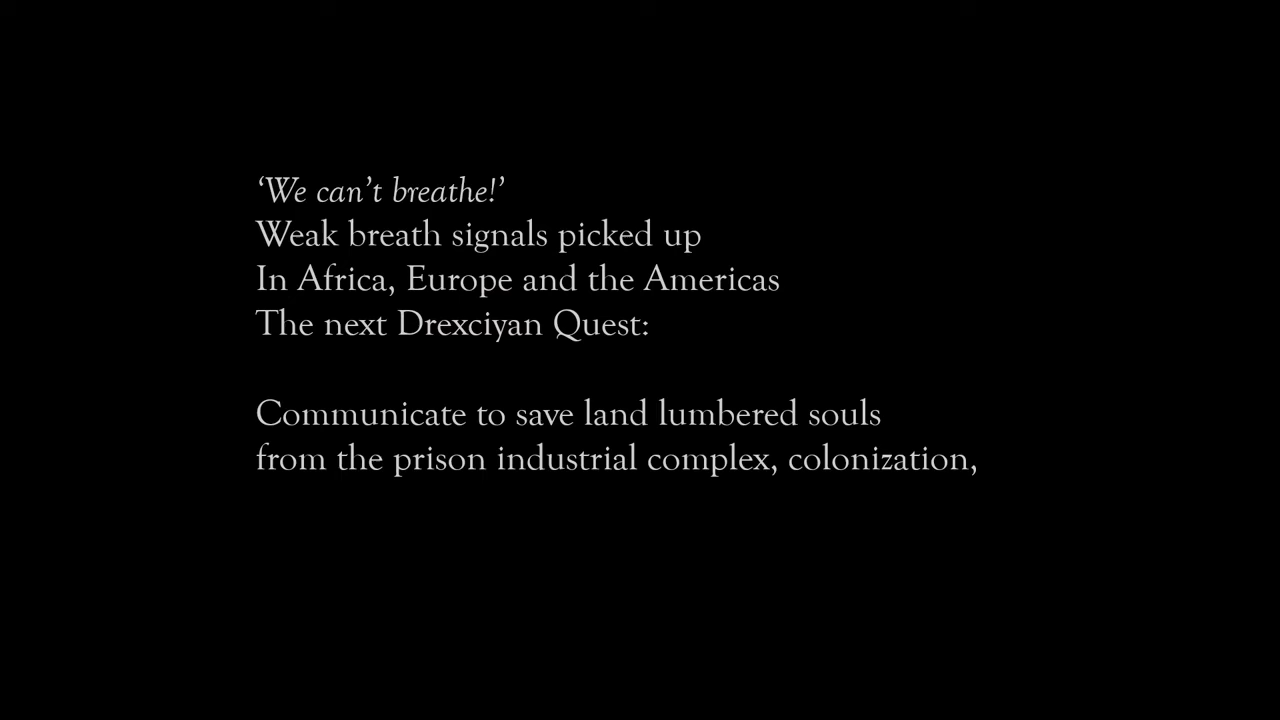 ‘We can’t breathe!’
Weak breath signals picked up
In Africa, Europe and the Americas
The next Drexciyan Quest:
Communicate to save land lumbered souls
from the prison industrial complex, colonization,